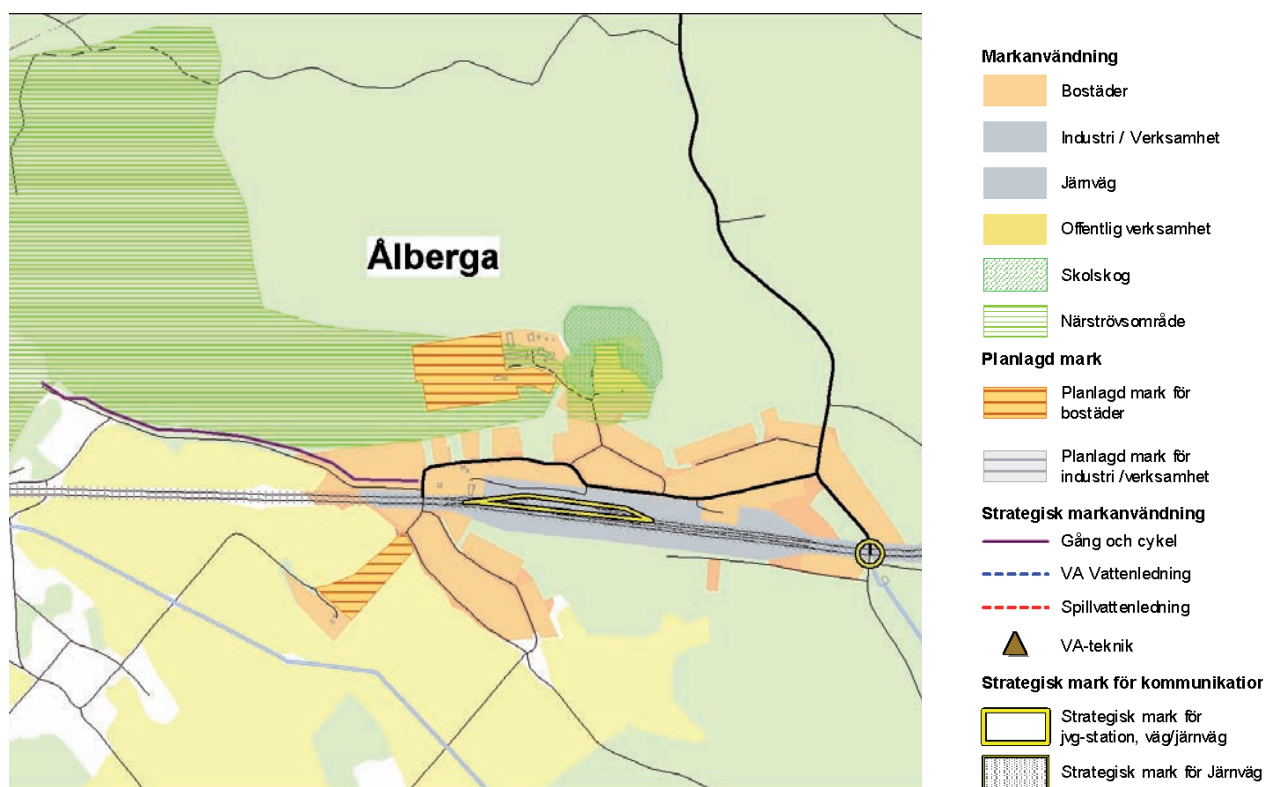 Ålberga
Markanvändning
Bostäder
Industri / Verksamhet
Järnväg
Offentlig verksamhet
Skolskog
Närströvsområde
Planlagd mark
Planlagd mark för
bostäder
Planlagd mark för
industri /verksamhet
Strategisk markanvändning
Gång och cykel
VA Vattenledning
Spillvattenledning
VA-teknik
Strategisk mark för kommunikation
Strategisk mark för
jvg-station, väg/järnväg
Strategisk mark för Järnväg